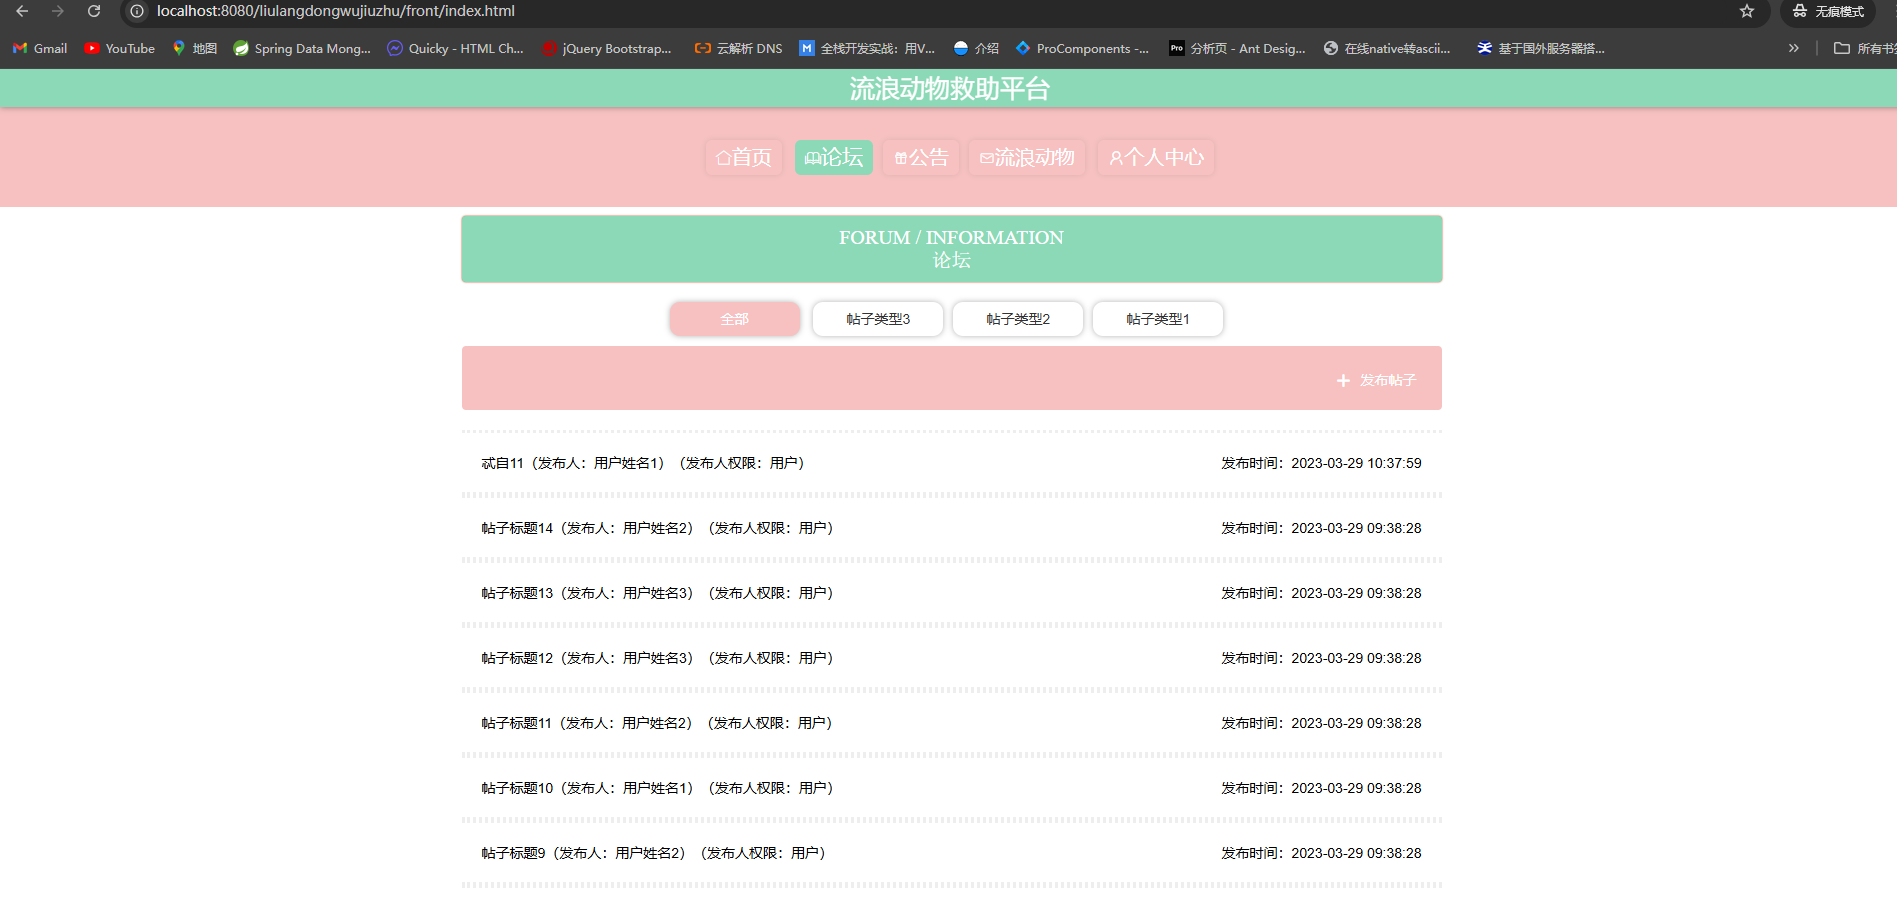 localhost:8080/liulangdongwujiuzhu/front/index.html
无痕模式
Gmail YouTube 地图 Spring Data Mong... Quicky - HTML Ch... jQuery Bootstrap... 云解析 DNS 全栈开发实战：用V... 介绍 ProComponents -... Pro 分析页 - Ant Desig... 在线native转ascii... 基于国外服务器搭... » 所有书签
流浪动物救助平台
首页 论坛 公告 流浪动物 个人中心
FORUM / INFORMATION
论坛
全部 帖子类型3 帖子类型2 帖子类型1
+ 发布帖子
忒自11（发布人：用户姓名1）（发布人权限：用户） 发布时间：2023-03-29 10:37:59
帖子标题14（发布人：用户姓名2）（发布人权限：用户） 发布时间：2023-03-29 09:38:28
帖子标题13（发布人：用户姓名3）（发布人权限：用户） 发布时间：2023-03-29 09:38:28
帖子标题12（发布人：用户姓名3）（发布人权限：用户） 发布时间：2023-03-29 09:38:28
帖子标题11（发布人：用户姓名2）（发布人权限：用户） 发布时间：2023-03-29 09:38:28
帖子标题10（发布人：用户姓名1）（发布人权限：用户） 发布时间：2023-03-29 09:38:28
帖子标题9（发布人：用户姓名2）（发布人权限：用户） 发布时间：2023-03-29 09:38:28